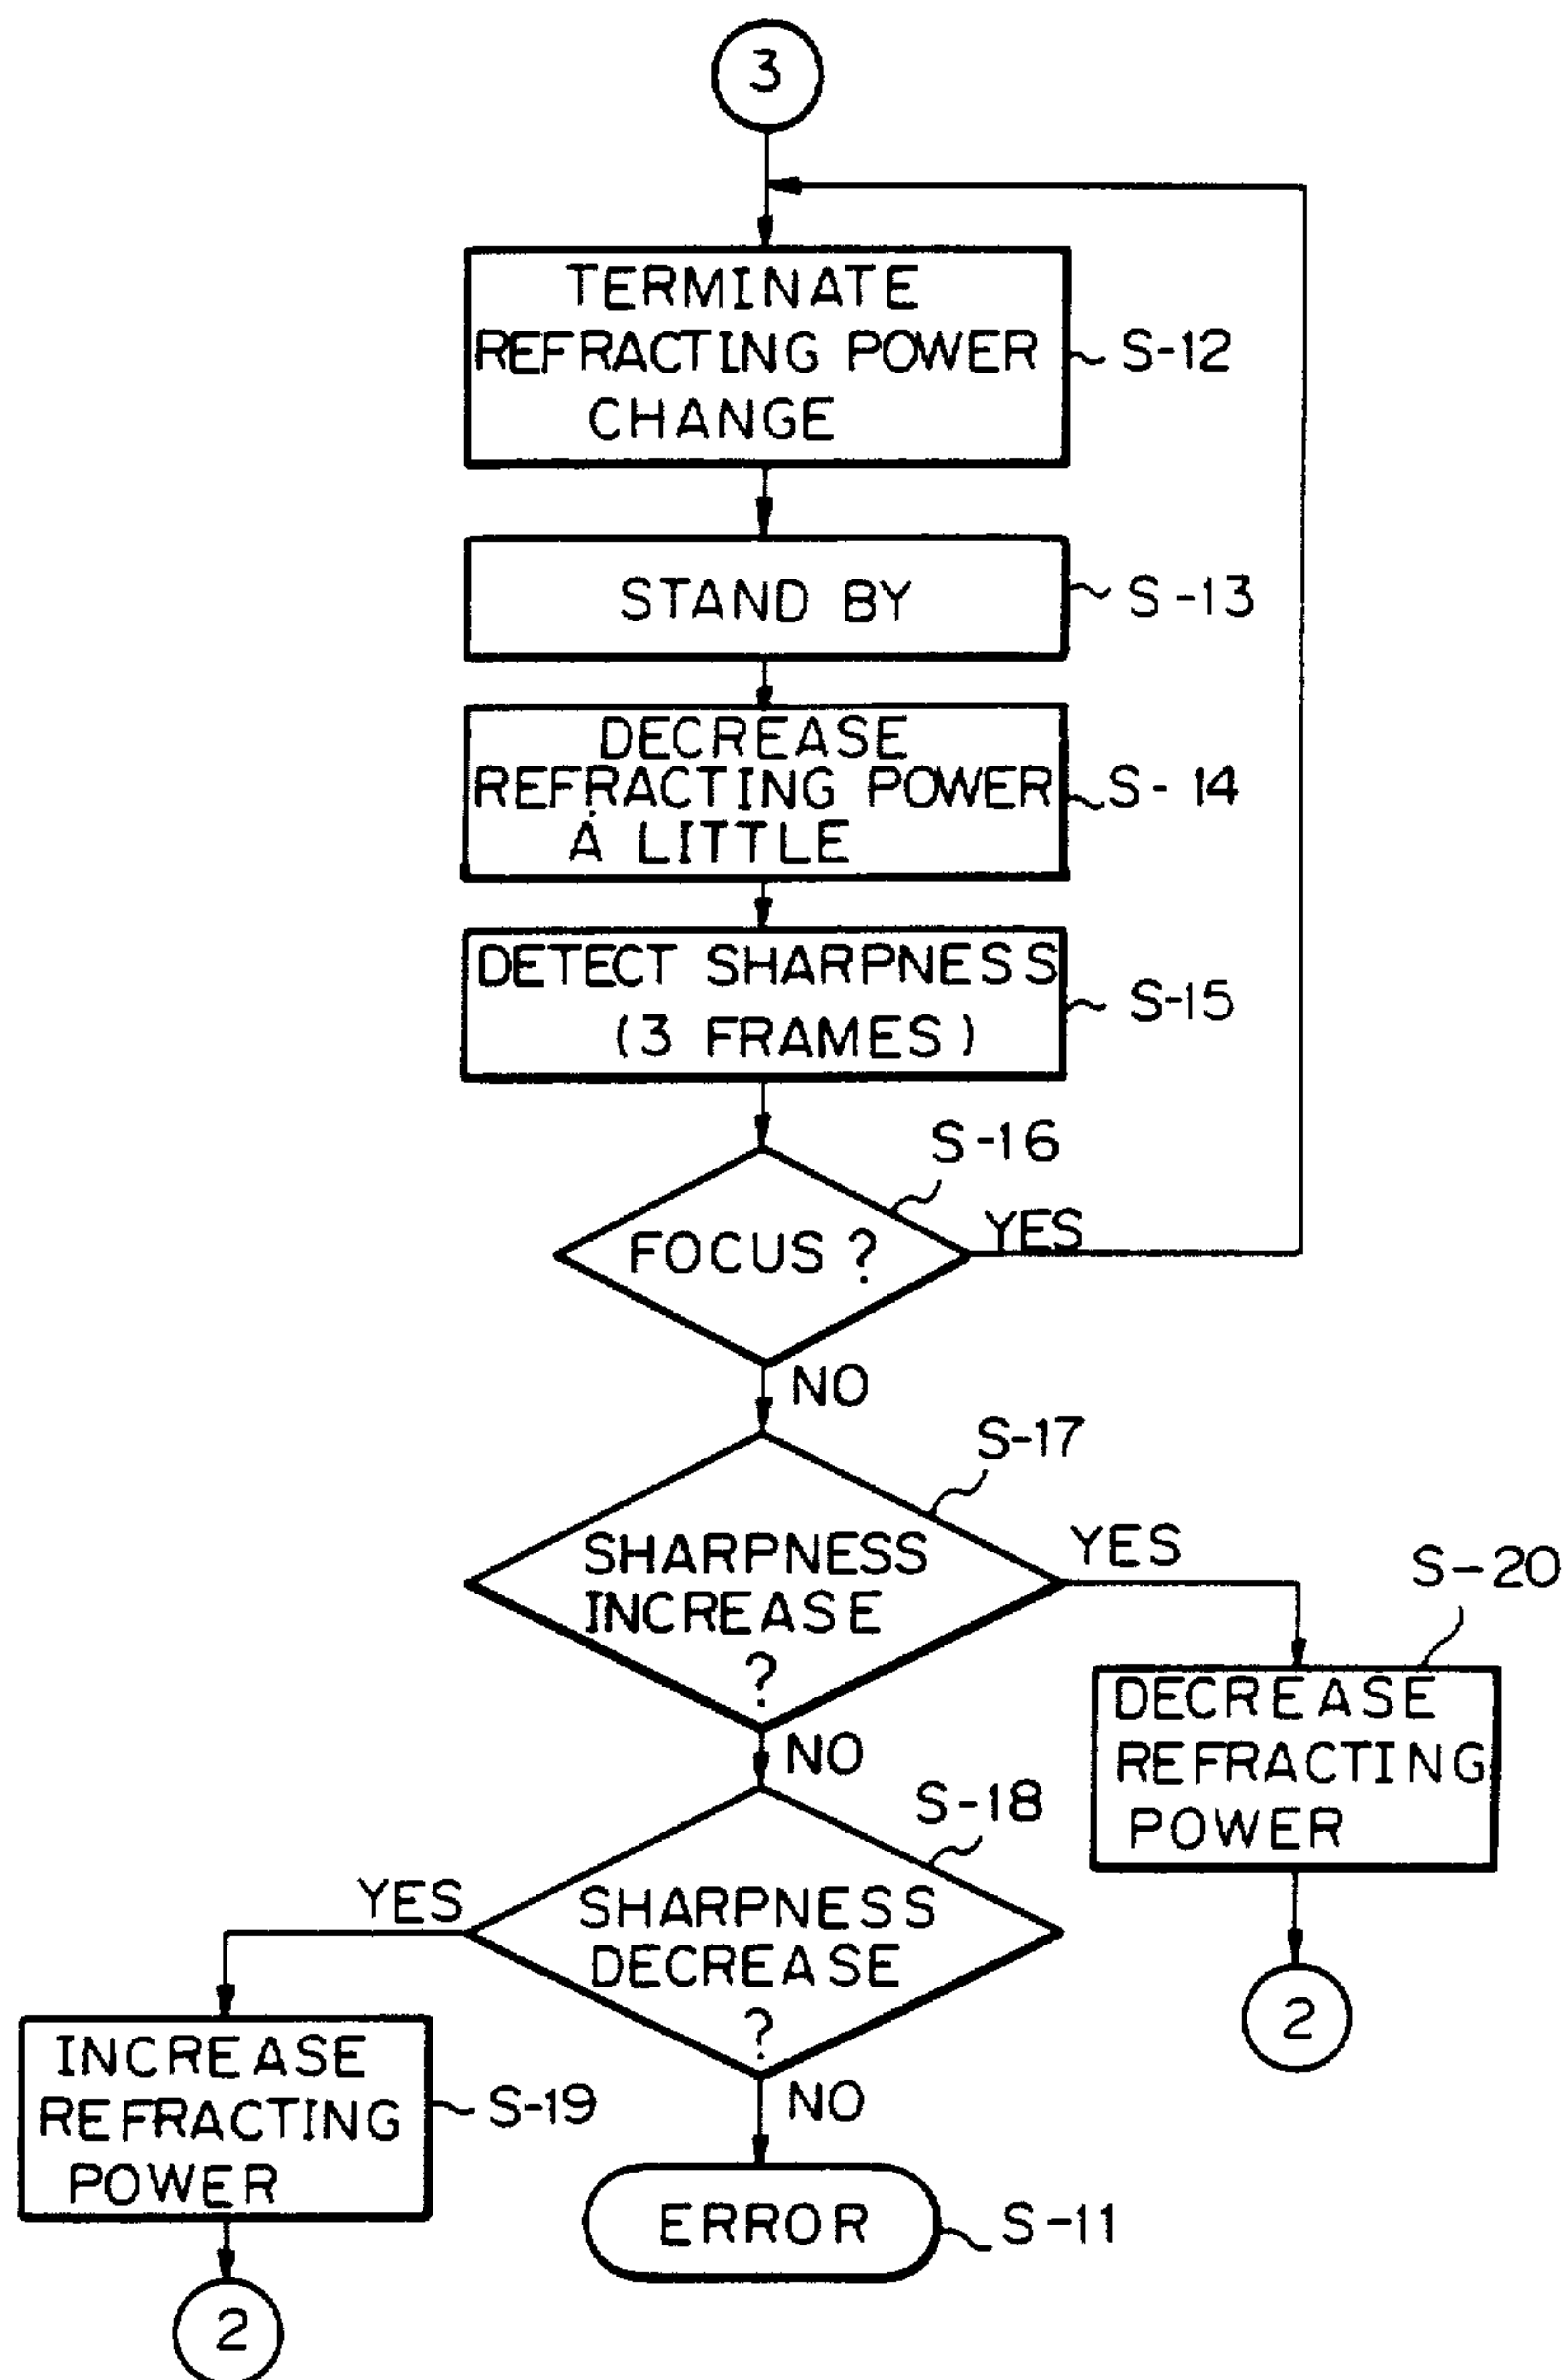 3
TERMINATE
REFRACTING POWER
CHANGE
S-12
STAND BY
S-13
DECREASE
REFRACTING POWER
A LITTLE
S-14
DETECT SHARPNESS
(3 FRAMES)
S-15
S-16
FOCUS ?
YES
NO
S-17
SHARPNESS
INCREASE
?
YES
S-20
DECREASE
REFRACTING
POWER
2
NO
S-18
SHARPNESS
DECREASE
?
YES
INCREASE
REFRACTING
POWER
S-19
2
NO
ERROR
S-11